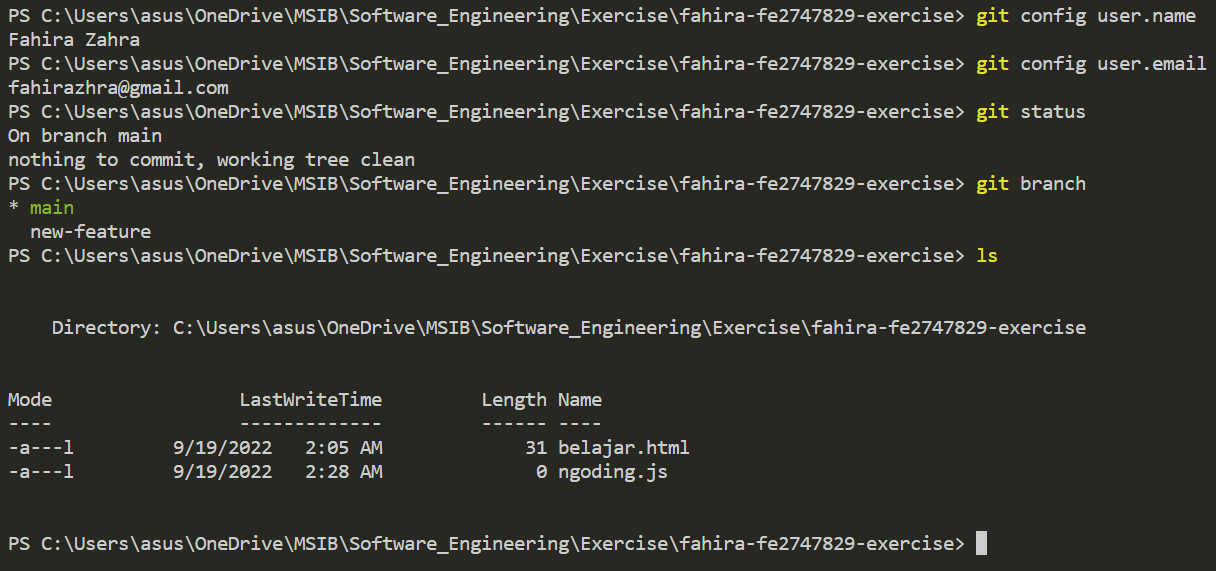 PS C:\Users\asus\OneDrive\MSIB\Software_Engineering\Exercise\fahira-fe2747829-exercise> git config user.name
Fahira Zahra
PS C:\Users\asus\OneDrive\MSIB\Software_Engineering\Exercise\fahira-fe2747829-exercise> git config user.email
fahirazhra@gmail.com
PS C:\Users\asus\OneDrive\MSIB\Software_Engineering\Exercise\fahira-fe2747829-exercise> git status
On branch main
nothing to commit, working tree clean
PS C:\Users\asus\OneDrive\MSIB\Software_Engineering\Exercise\fahira-fe2747829-exercise> git branch
* main
  new-feature
PS C:\Users\asus\OneDrive\MSIB\Software_Engineering\Exercise\fahira-fe2747829-exercise> ls
    Directory: C:\Users\asus\OneDrive\MSIB\Software_Engineering\Exercise\fahira-fe2747829-exercise
Mode                 LastWriteTime         Length Name
----                 -------------         ------ ----
-a---l         9/19/2022   2:05 AM             31 belajar.html
-a---l         9/19/2022   2:28 AM              0 ngoding.js
PS C:\Users\asus\OneDrive\MSIB\Software_Engineering\Exercise\fahira-fe2747829-exercise>